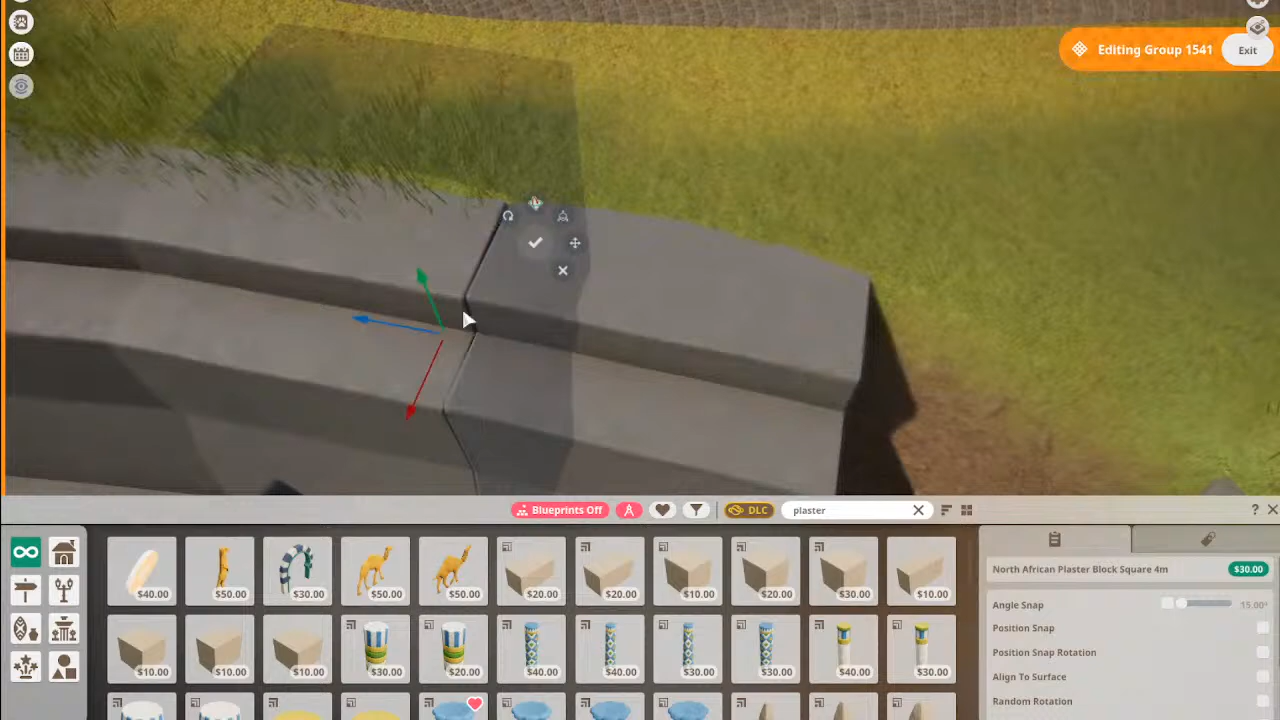 Editing Group 1541
Exit
Blueprints Off
DLC
plaster
?
$40.00
$50.00
$30.00
$50.00
$50.00
$20.00
$20.00
$10.00
$20.00
$30.00
$10.00
North African Plaster Block Square 4m
$30.00
Angle Snap
15.00°
Position Snap
Position Snap Rotation
Align To Surface
Random Rotation
$10.00
$10.00
$10.00
$30.00
$20.00
$40.00
$40.00
$30.00
$30.00
$40.00
$30.00